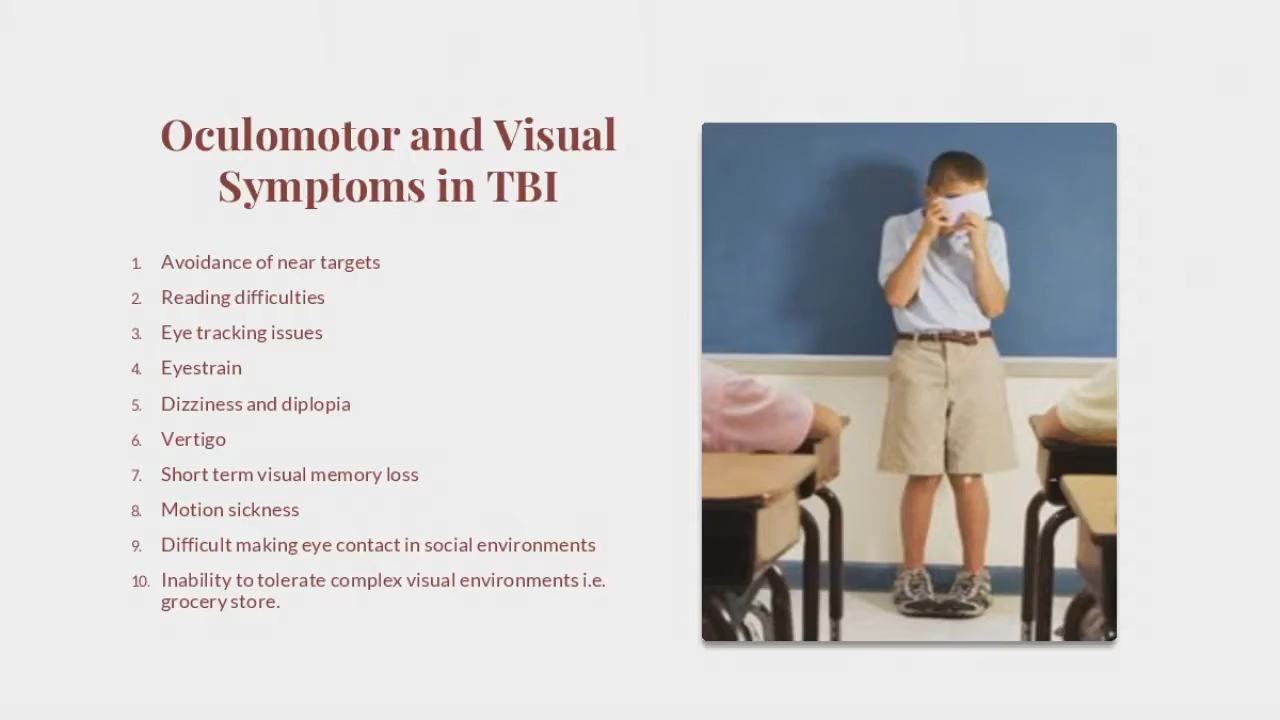 Oculomotor and Visual
Symptoms in TBI
1. Avoidance of near targets
2. Reading difficulties
3. Eye tracking issues
4. Eyestrain
5. Dizziness and diplopia
6. Vertigo
7. Short term visual memory loss
8. Motion sickness
9. Difficult making eye contact in social environments
10. Inability to tolerate complex visual environments i.e.
grocery store.